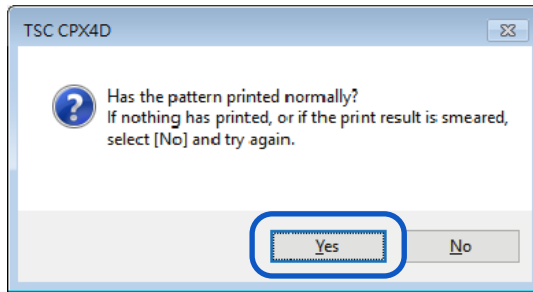 TSC CPX4D
Has the pattern printed normally?
If nothing has printed, or if the print result is smeared,
select [No] and try again.
Yes
No